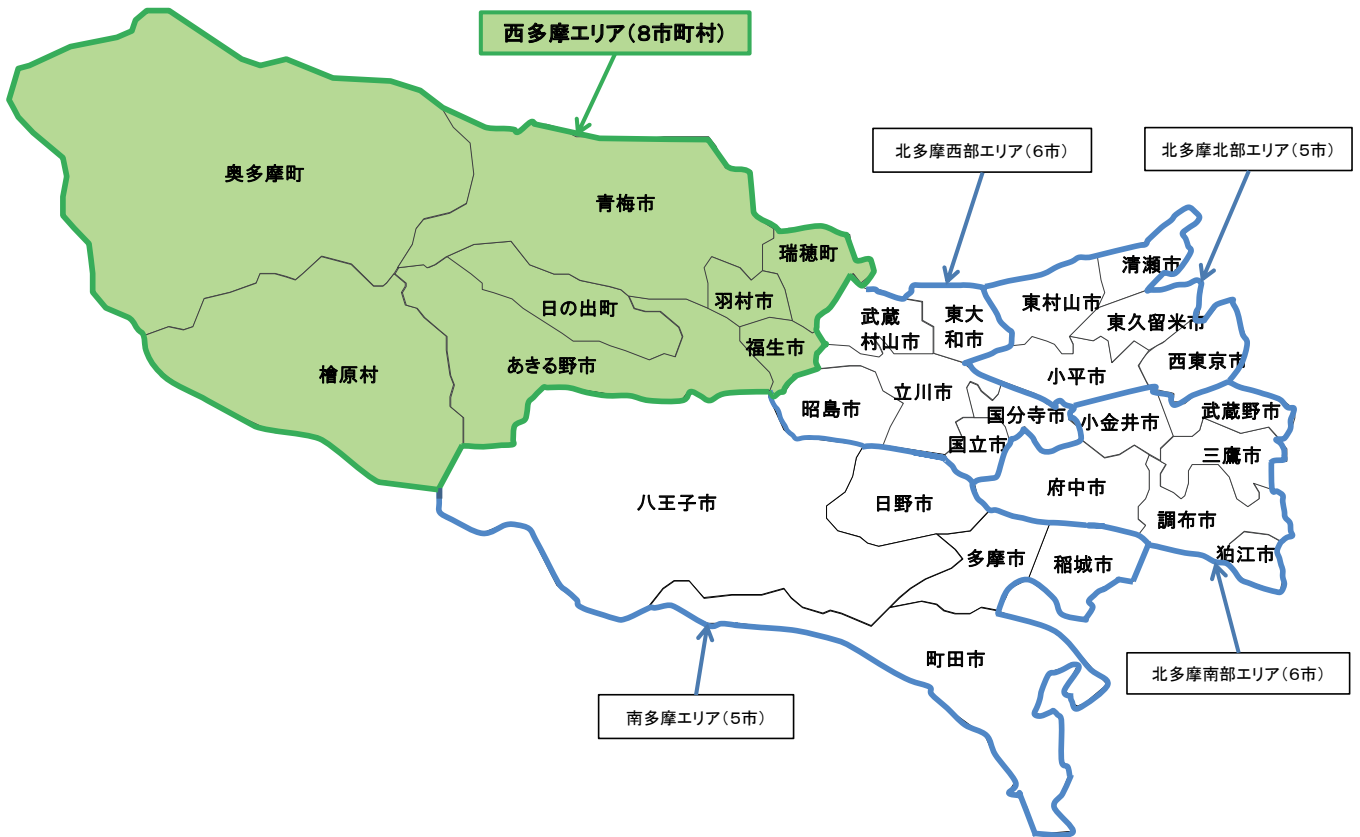 西多摩エリア(8市町村)
北多摩西部エリア(6市)
北多摩北部エリア(5市)
奥多摩町
青梅市
瑞穂町
清瀬市
羽村市
日の出町
東村山市
武蔵
村山市
東大
和市
東久留米市
福生市
あきる野市
西東京市
檜原村
小平市
立川市
昭島市
国分寺市
小金井市
武蔵野市
国立市
三鷹市
府中市
八王子市
日野市
調布市
多摩市
稲城市
狛江市
町田市
北多摩南部エリア(6市)
南多摩エリア(5市)